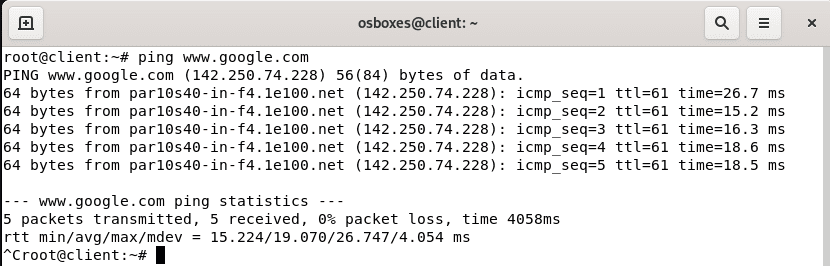 osboxes@client: ~
root@client:~# ping www.google.com
PING www.google.com (142.250.74.228) 56(84) bytes of data.
64 bytes from par10s40-in-f4.1e100.net (142.250.74.228): icmp_seq=1 ttl=61 time=26.7 ms
64 bytes from par10s40-in-f4.1e100.net (142.250.74.228): icmp_seq=2 ttl=61 time=15.2 ms
64 bytes from par10s40-in-f4.1e100.net (142.250.74.228): icmp_seq=3 ttl=61 time=16.3 ms
64 bytes from par10s40-in-f4.1e100.net (142.250.74.228): icmp_seq=4 ttl=61 time=18.6 ms
64 bytes from par10s40-in-f4.1e100.net (142.250.74.228): icmp_seq=5 ttl=61 time=18.5 ms
--- www.google.com ping statistics ---
5 packets transmitted, 5 received, 0% packet loss, time 4058ms
rtt min/avg/max/mdev = 15.224/19.070/26.747/4.054 ms
^Croot@client:~#